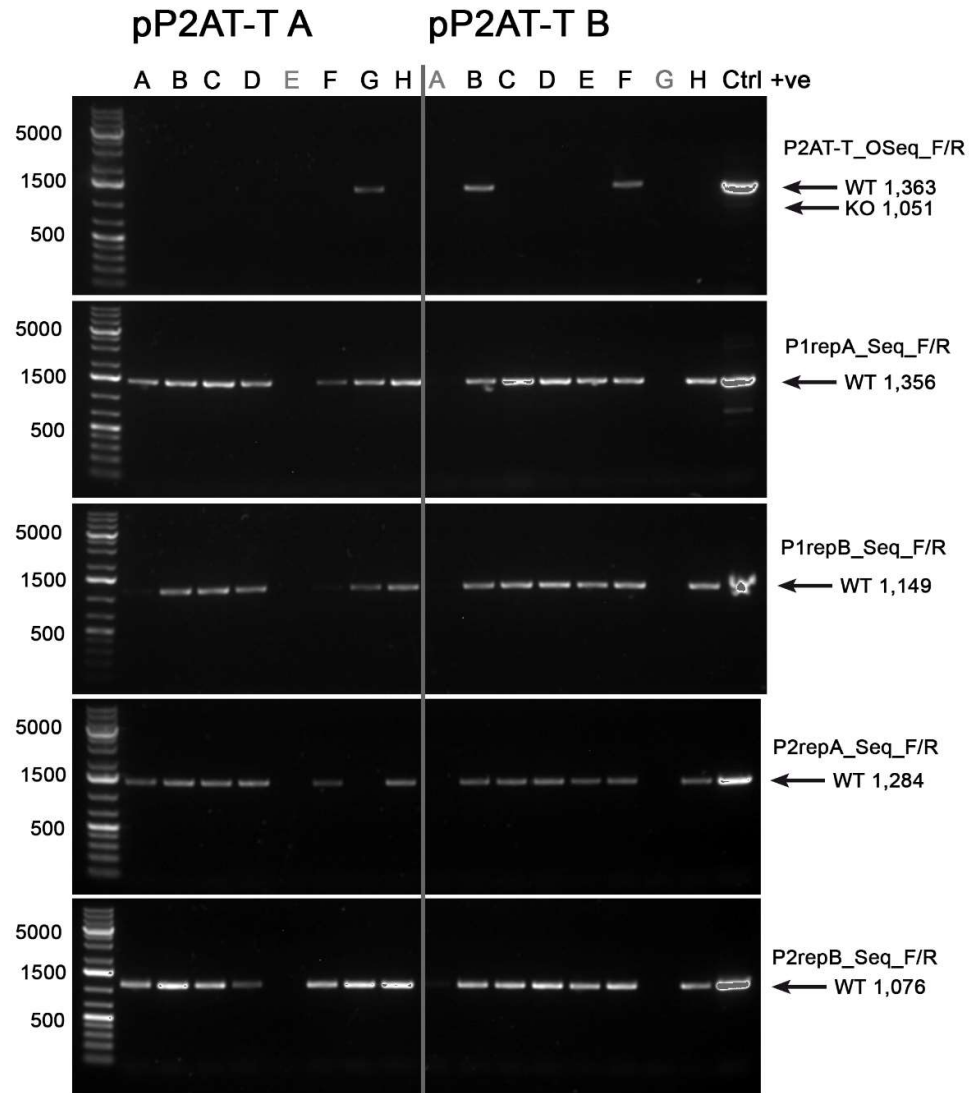 pP2AT-T A pP2AT-T B
A B C D E F G H A B C D E F G H Ctrl +ve
5000
1500
500
P2AT-T_OSeq_F/R
WT 1,363
KO 1,051
5000
1500
500
P1repA_Seq_F/R
WT 1,356
5000
1500
500
P1repB_Seq_F/R
WT 1,149
5000
1500
500
P2repA_Seq_F/R
WT 1,284
5000
1500
500
P2repB_Seq_F/R
WT 1,076